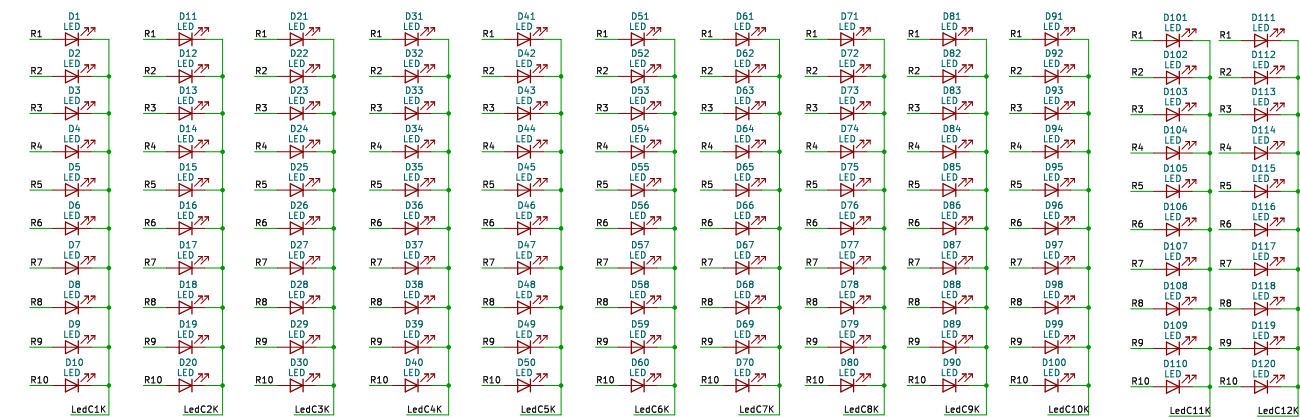 D1 D11 D21 D31 D41 D51 D61 D71 D81 D91 D101 D111
LED LED LED LED LED LED LED LED LED LED LED LED
R1 R1 R1 R1 R1 R1 R1 R1 R1 R1 R1 R1
D2 D12 D22 D32 D42 D52 D62 D72 D82 D92 D102 D112
LED LED LED LED LED LED LED LED LED LED LED LED
R2 R2 R2 R2 R2 R2 R2 R2 R2 R2 R2 R2
D3 D13 D23 D33 D43 D53 D63 D73 D83 D93 D103 D113
LED LED LED LED LED LED LED LED LED LED LED LED
R3 R3 R3 R3 R3 R3 R3 R3 R3 R3 R3 R3
D4 D14 D24 D34 D44 D54 D64 D74 D84 D94 D104 D114
LED LED LED LED LED LED LED LED LED LED LED LED
R4 R4 R4 R4 R4 R4 R4 R4 R4 R4 R4 R4
D5 D15 D25 D35 D45 D55 D65 D75 D85 D95 D105 D115
LED LED LED LED LED LED LED LED LED LED LED LED
R5 R5 R5 R5 R5 R5 R5 R5 R5 R5 R5 R5
D6 D16 D26 D36 D46 D56 D66 D76 D86 D96 D106 D116
LED LED LED LED LED LED LED LED LED LED LED LED
R6 R6 R6 R6 R6 R6 R6 R6 R6 R6 R6 R6
D7 D17 D27 D37 D47 D57 D67 D77 D87 D97 D107 D117
LED LED LED LED LED LED LED LED LED LED LED LED
R7 R7 R7 R7 R7 R7 R7 R7 R7 R7 R7 R7
D8 D18 D28 D38 D48 D58 D68 D78 D88 D98 D108 D118
LED LED LED LED LED LED LED LED LED LED LED LED
R8 R8 R8 R8 R8 R8 R8 R8 R8 R8 R8 R8
D9 D19 D29 D39 D49 D59 D69 D79 D89 D99 D109 D119
LED LED LED LED LED LED LED LED LED LED LED LED
R9 R9 R9 R9 R9 R9 R9 R9 R9 R9 R9 R9
D10 D20 D30 D40 D50 D60 D70 D80 D90 D100 D110 D120
LED LED LED LED LED LED LED LED LED LED LED LED
R10 R10 R10 R10 R10 R10 R10 R10 R10 R10 R10 R10
LedC1K LedC2K LedC3K LedC4K LedC5K LedC6K LedC7K LedC8K LedC9K LedC10K LedC11K LedC12K